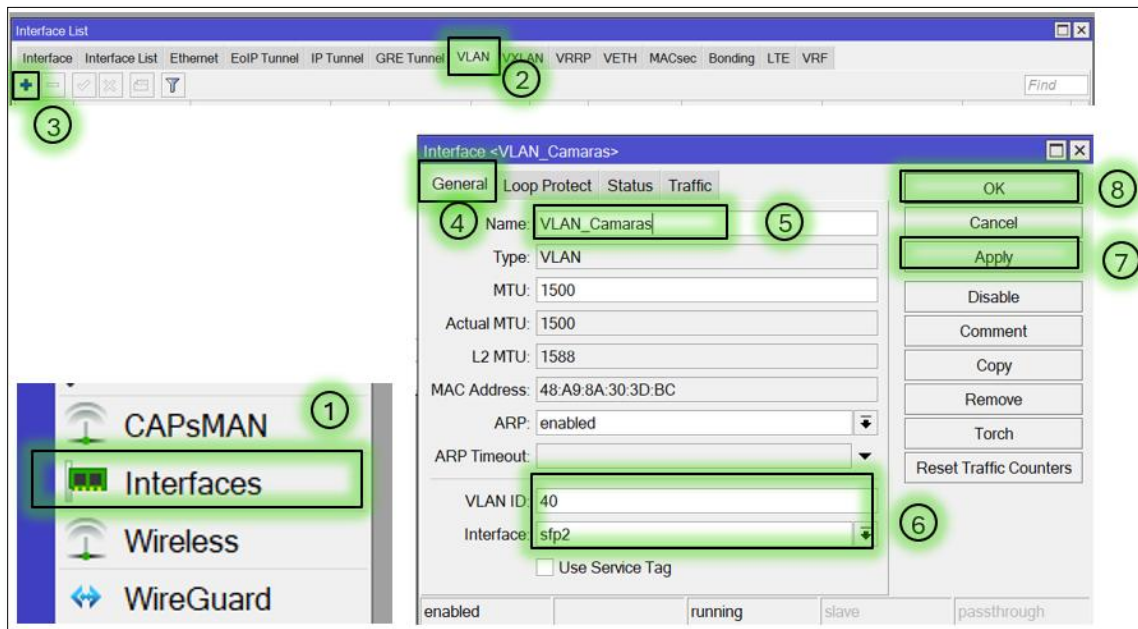 Interface List
Interface Interface List Ethernet EoIP Tunnel IP Tunnel GRE Tunnel VLAN VXLAN VRRP VETH MACsec Bonding LTE VRF
2
Find
3
1
CAPsMAN
Interfaces
Wireless
WireGuard
Interface <VLAN_Camaras>
General Loop Protect Status Traffic
4
Name: VLAN_Camaras
5
Type: VLAN
MTU: 1500
Actual MTU: 1500
L2 MTU: 1588
MAC Address: 48:A9:8A:30:3D:BC
ARP: enabled
ARP Timeout:
VLAN ID: 40
Interface: sfp2
6
Use Service Tag
enabled running slave passthrough
OK
8
Cancel
Apply
7
Disable
Comment
Copy
Remove
Torch
Reset Traffic Counters